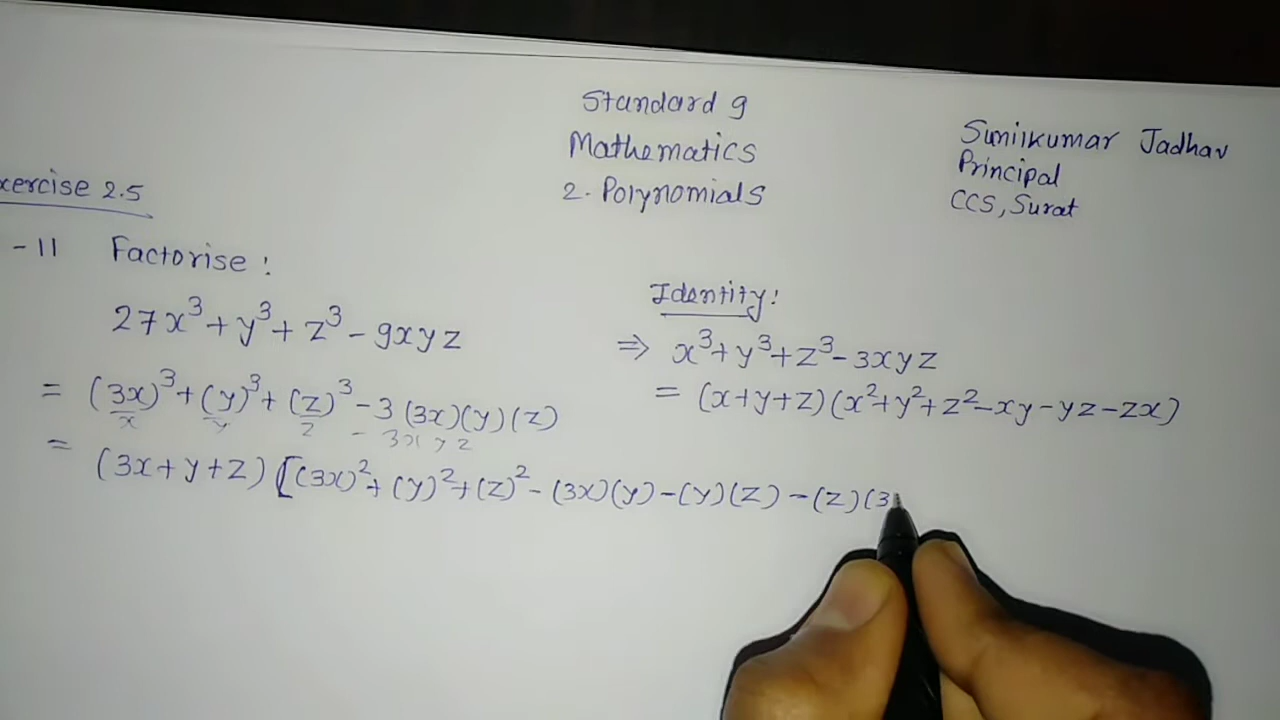 Standard 9
Mathematics
2. Polynomials
Sunilkumar Jadhav
Principal
CCS, Surat
xercise 2.5
-11 Factorise :
27x³ + y³ + z³ - 9xyz
= (3x)³ + (y)³ + (z)³ - 3 (3x)(y)(z)
x y z - 3x y z
= (3x+y+z) [(3x)² + (y)² + (z)² - (3x)(y) - (y)(z) - (z)(3
Identity:
⇒ x³ + y³ + z³ - 3xyz
= (x+y+z)(x²+y²+z²-xy-yz-zx)